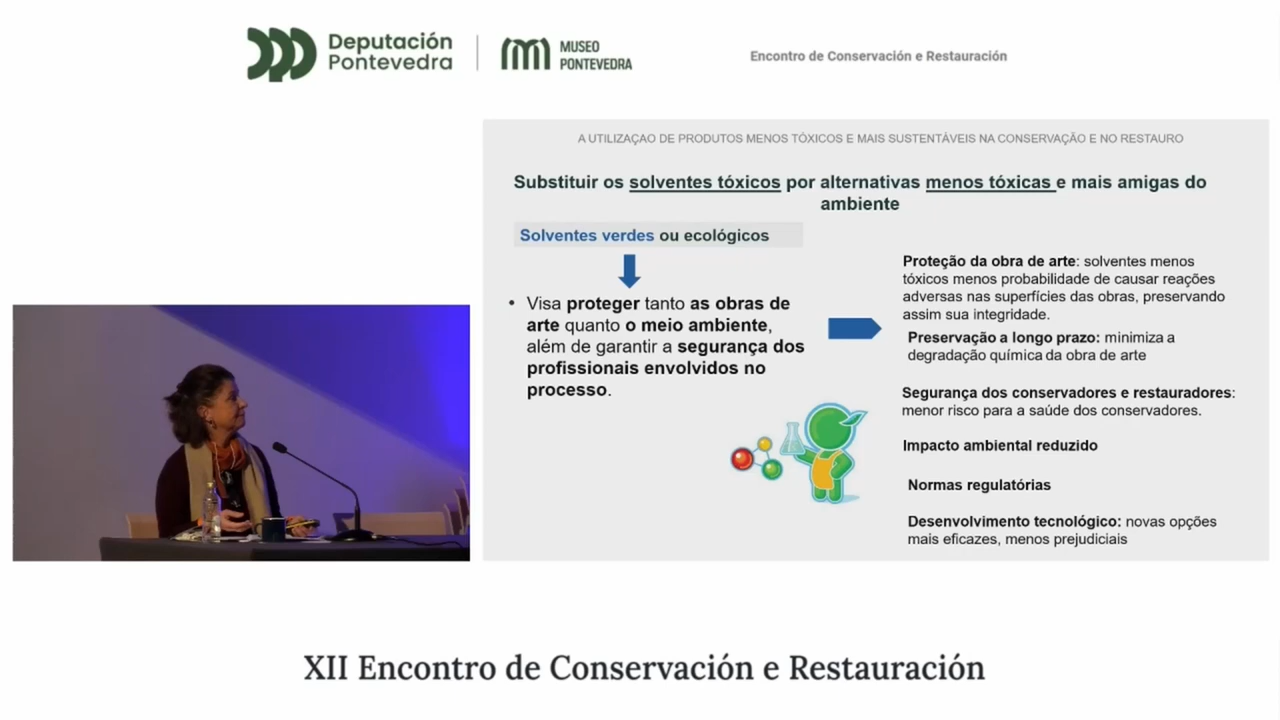 Deputación
Pontevedra
MUSEO
PONTEVEDRA
Encontro de Conservación e Restauración
A UTILIZAÇAO DE PRODUTOS MENOS TÓXICOS E MAIS SUSTENTÁVEIS NA CONSERVAÇÃO E NO RESTAURO
Substituir os solventes tóxicos por alternativas menos tóxicas e mais amigas do
ambiente
Solventes verdes ou ecológicos
• Visa proteger tanto as obras de
arte quanto o meio ambiente,
além de garantir a segurança dos
profissionais envolvidos no
processo.
Proteção da obra de arte: solventes menos
tóxicos menos probabilidade de causar reações
adversas nas superfícies das obras, preservando
assim sua integridade.
Preservação a longo prazo: minimiza a
degradação química da obra de arte
Segurança dos conservadores e restauradores:
menor risco para a saúde dos conservadores.
Impacto ambiental reduzido
Normas regulatórias
Desenvolvimento tecnológico: novas opções
mais eficazes, menos prejudiciais
XII Encontro de Conservación e Restauración